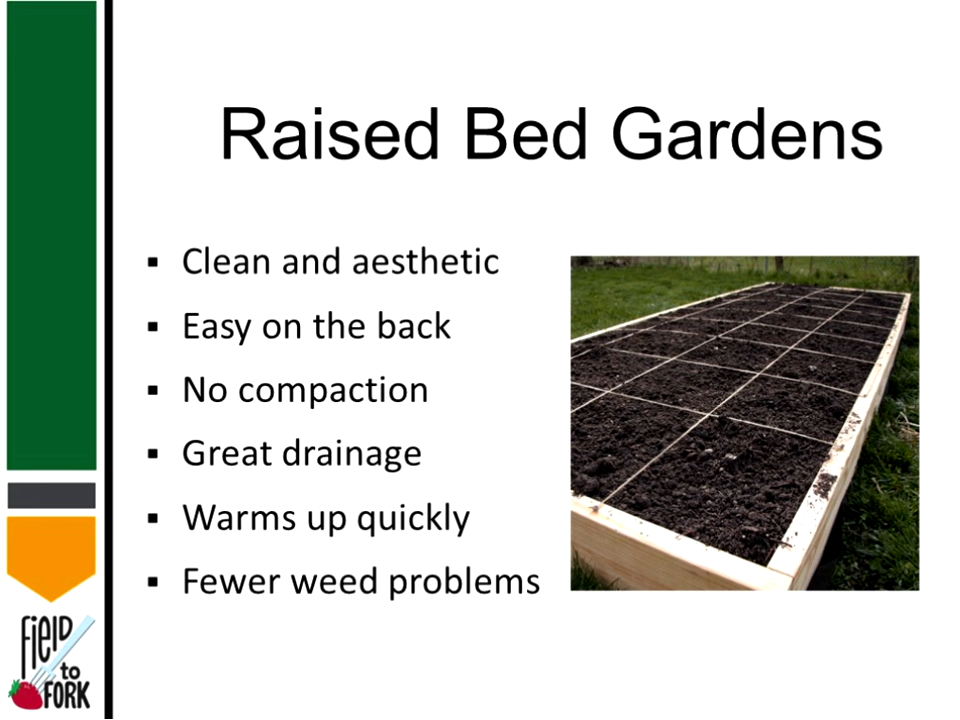 Raised Bed Gardens
▪ Clean and aesthetic
▪ Easy on the back
▪ No compaction
▪ Great drainage
▪ Warms up quickly
▪ Fewer weed problems
FiElD
to
FORK